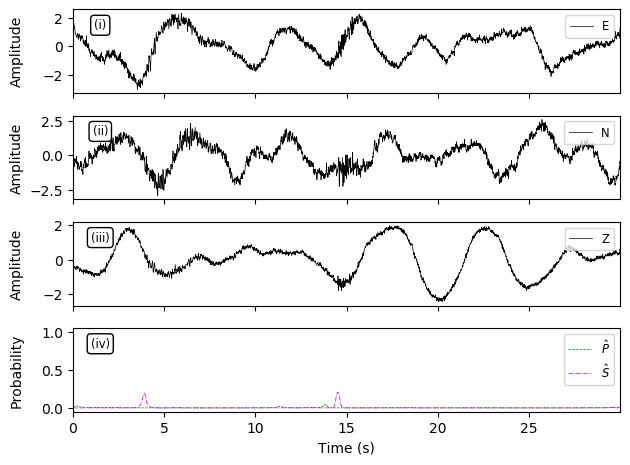 Amplitude
2
0
−2
(i)
E
Amplitude
2.5
0.0
−2.5
(ii)
N
Amplitude
2
0
−2
(iii)
Z
Probability
1.0
0.5
0.0
(iv)
P̂
Ŝ
0 5 10 15 20 25
Time (s)